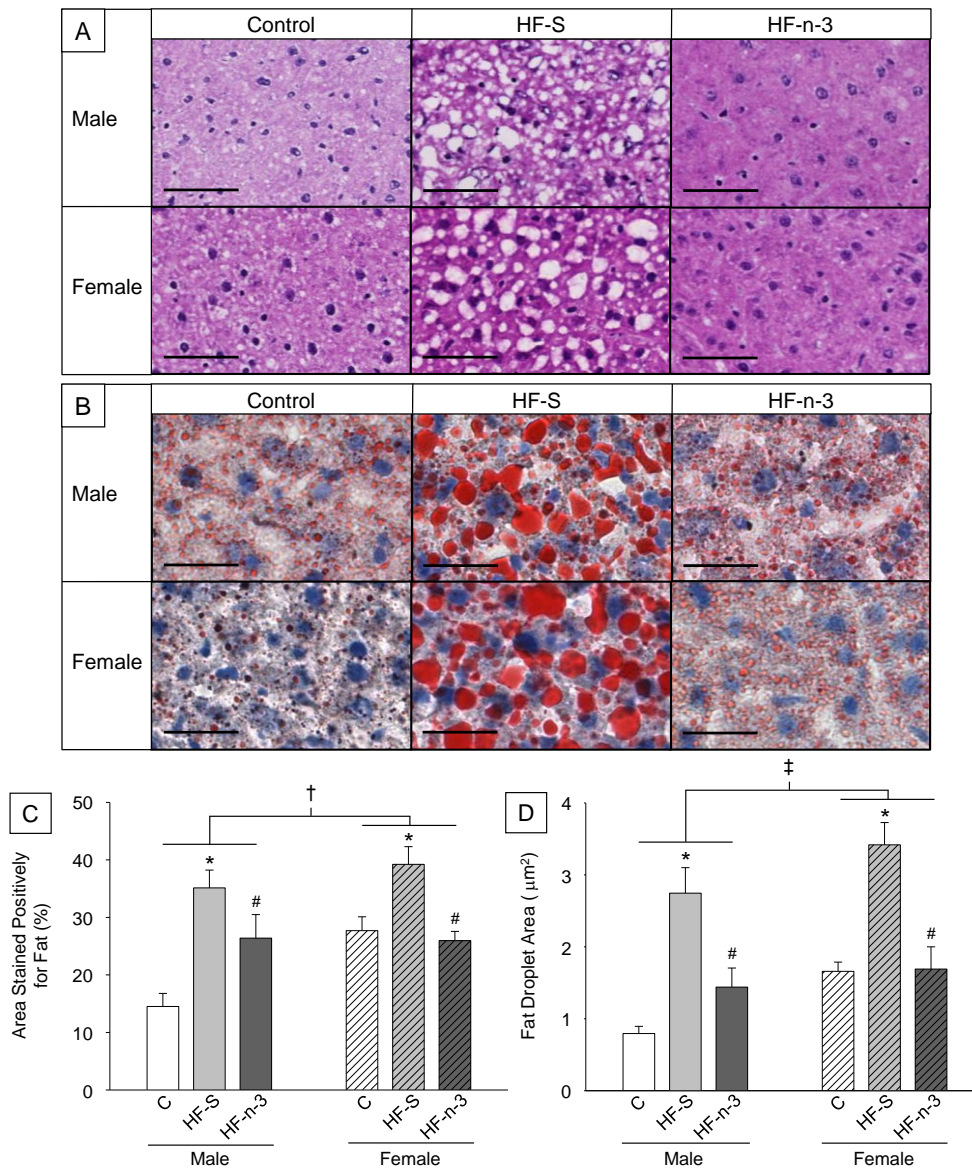 A
Control
HF-S
HF-n-3
Male
Female
B
Control
HF-S
HF-n-3
Male
Female
C
Area Stained Positively
for Fat (%)
50
40
30
20
10
0
†
*
#
*
#
C
HF-S
HF-n-3
C
HF-S
HF-n-3
Male
Female
D
Fat Droplet Area ( μm²)
4
3
2
1
0
‡
*
#
*
#
C
HF-S
HF-n-3
C
HF-S
HF-n-3
Male
Female